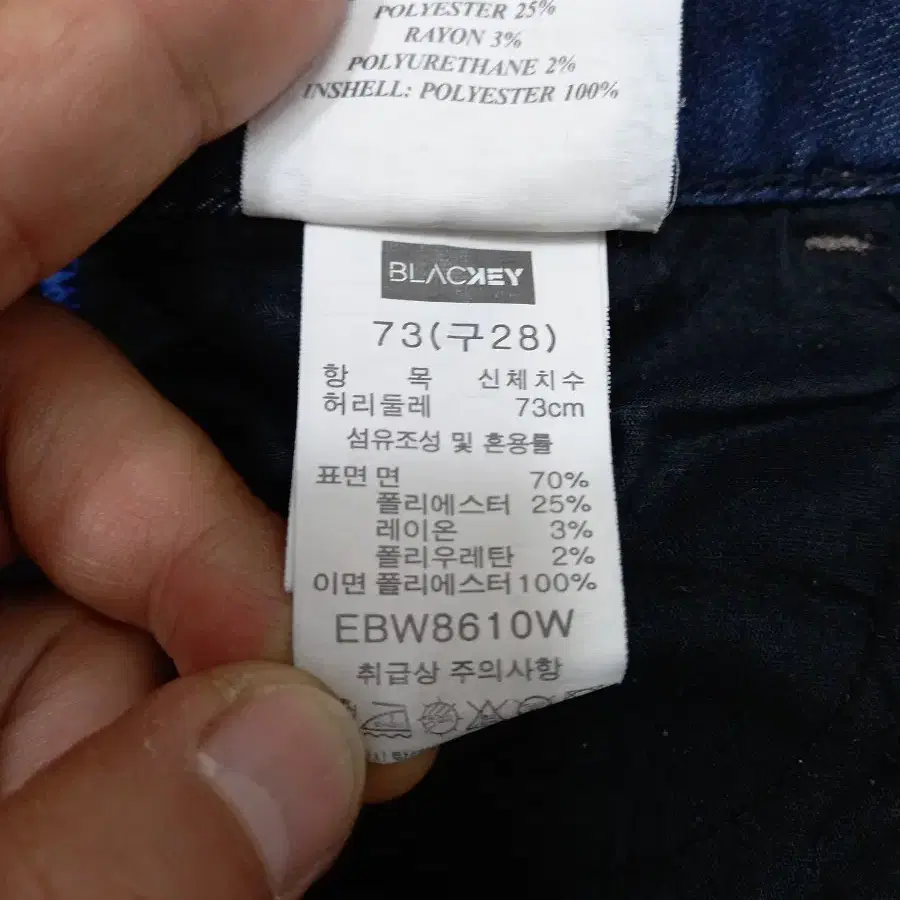 POLYESTER 25%
RAYON 3%
POLYURETHANE 2%
INSHELL: POLYESTER 100%
BLACKEY
73(구28)
항 목 신체치수
허리둘레 73cm
섬유조성 및 혼용률
표면 면 70%
폴리에스터 25%
레이온 3%
폴리우레탄 2%
이면 폴리에스터 100%
EBW8610W
취급상 주의사항